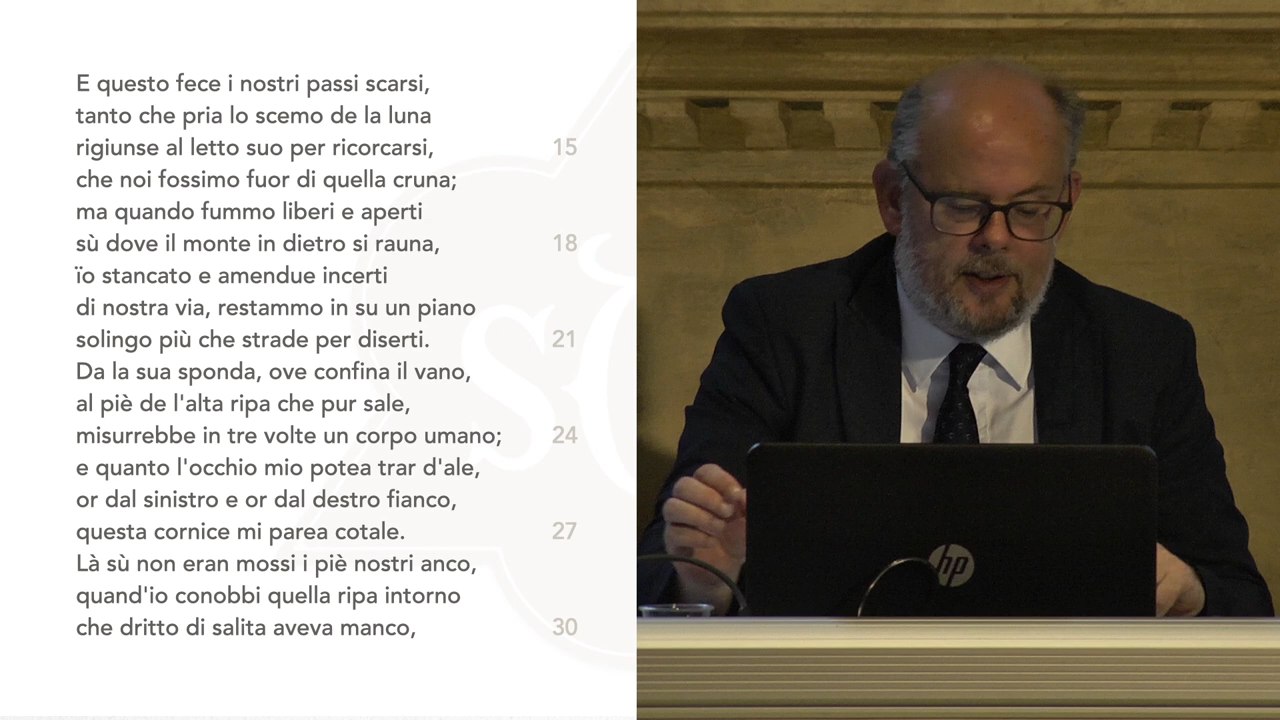 E questo fece i nostri passi scarsi,
tanto che pria lo scemo de la luna
rigiunse al letto suo per ricorcarsi, 15
che noi fossimo fuor di quella cruna;
ma quando fummo liberi e aperti
sù dove il monte in dietro si rauna, 18
ïo stancato e amendue incerti
di nostra via, restammo in su un piano
solingo più che strade per diserti. 21
Da la sua sponda, ove confina il vano,
al piè de l'alta ripa che pur sale,
misurrebbe in tre volte un corpo umano; 24
e quanto l'occhio mio potea trar d'ale,
or dal sinistro e or dal destro fianco,
questa cornice mi parea cotale. 27
Là sù non eran mossi i piè nostri anco,
quand'io conobbi quella ripa intorno
che dritto di salita aveva manco, 30
hp